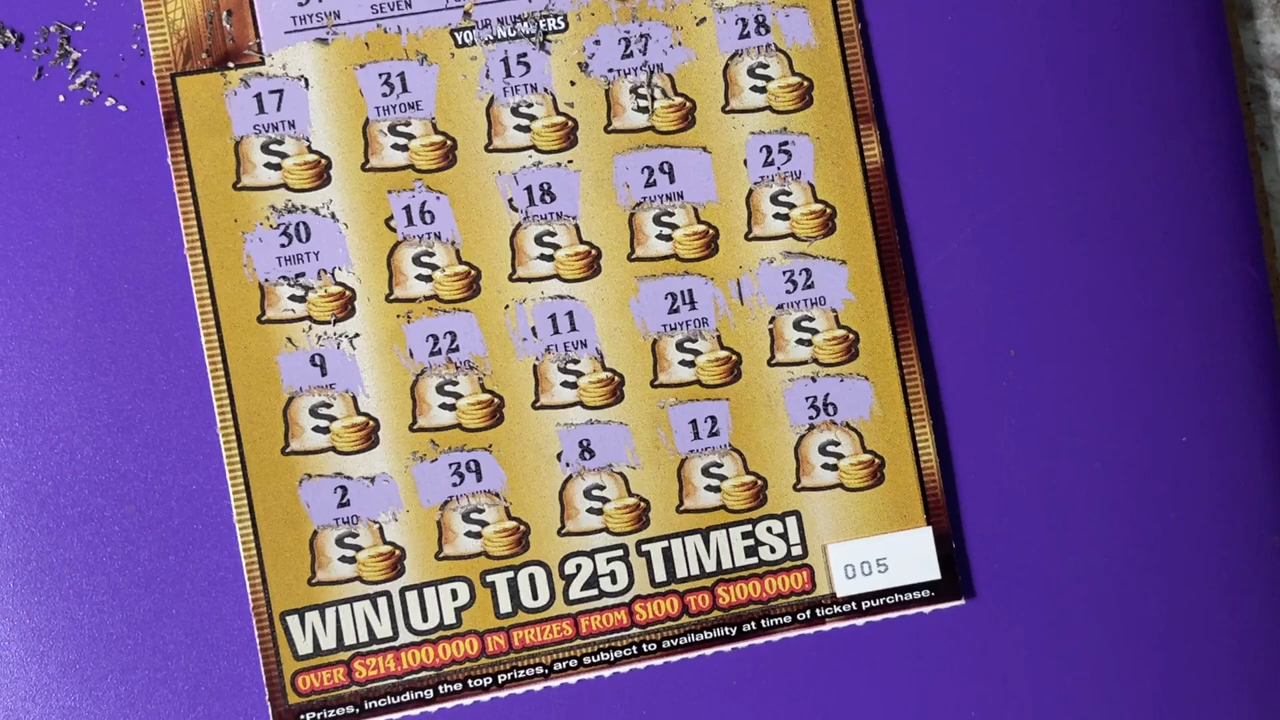 THYSVN SEVEN
YOUR NUMBERS
17 31 15 27 28
SVNTN THYONE FIFTN THYSVN
30 16 18 29 25
THIRTY THYNIN
9 22 11 24 32
ELEVN THYFOR THYTWO
2 39 8 12 36
TWO
WIN UP TO 25 TIMES!
OVER $214,100,000 IN PRIZES FROM $100 TO $100,000!
005
*Prizes, including the top prizes, are subject to availability at time of ticket purchase.